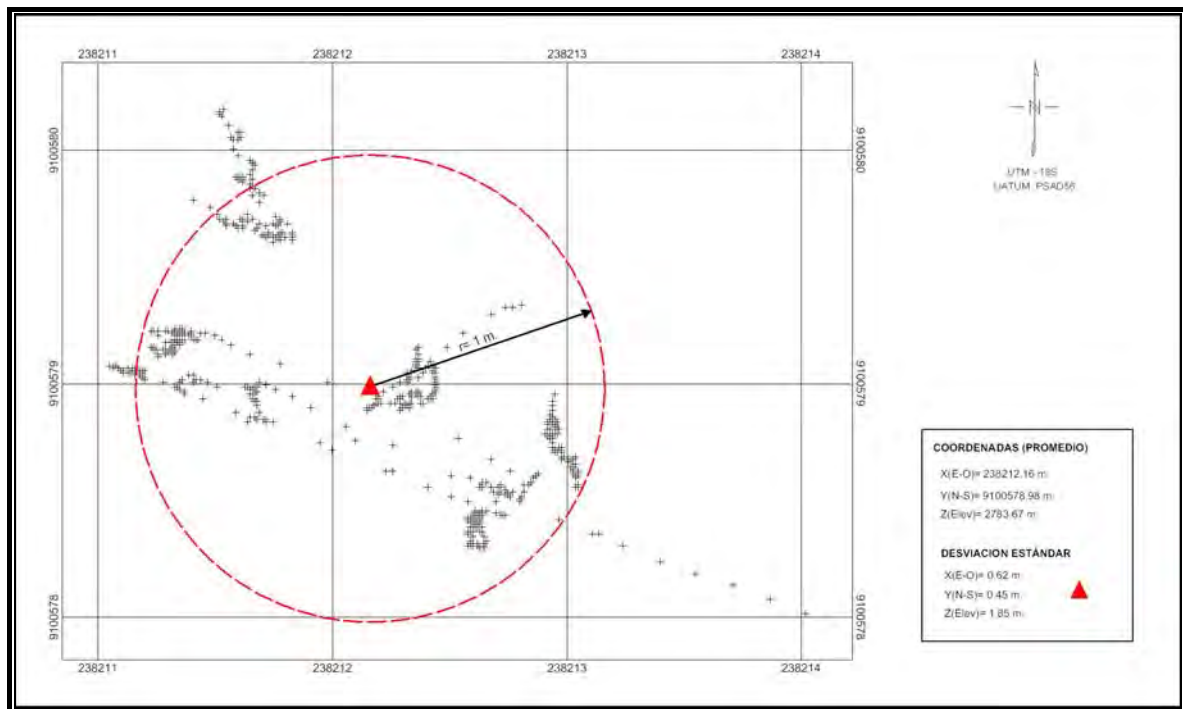 238211 238212 238213 238214
9100580 9100580
N
UTM - 18S
DATUM PSAD56
r= 1 m.
9100579 9100579
COORDENADAS (PROMEDIO)
X(E-O)= 238212.16 m.
Y(N-S)= 9100578.98 m.
Z(Elev)= 2783.67 m.
DESVIACION ESTÁNDAR
X(E-O)= 0.62 m.
Y(N-S)= 0.45 m.
Z(Elev)= 1.85 m.
9100578 9100578
238211 238212 238213 238214